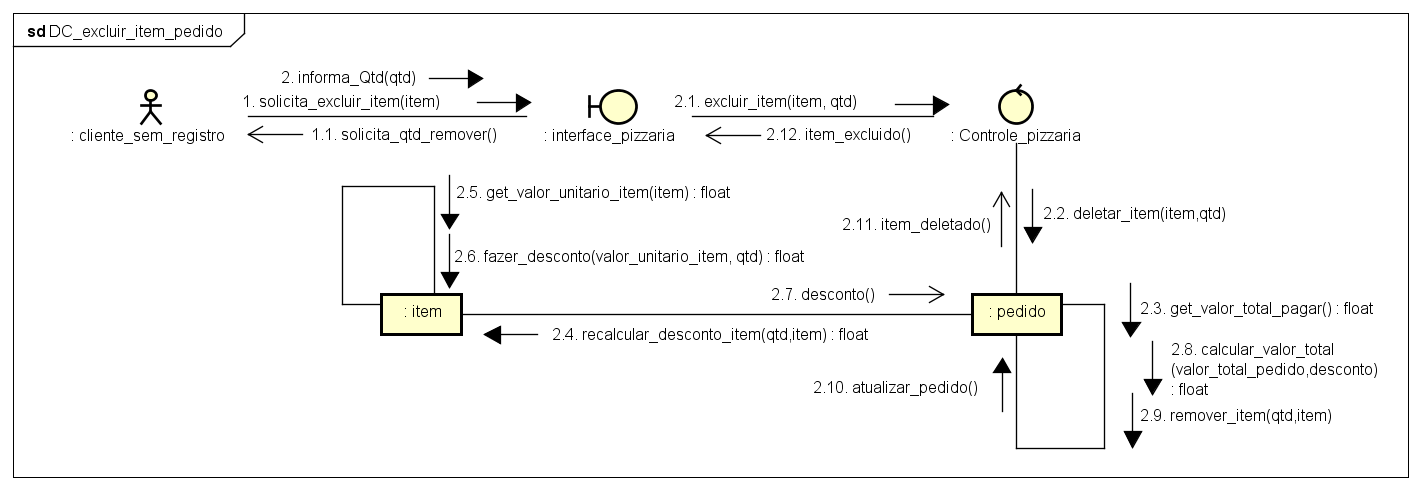 sd DC_excluir_item_pedido
2. informa_Qtd(qtd)
1. solicita_excluir_item(item)
2.1. excluir_item(item, qtd)
: cliente_sem_registro
1.1. solicita_qtd_remover()
: interface_pizzaria
2.12. item_excluido()
: Controle_pizzaria
2.5. get_valor_unitario_item(item) : float
2.11. item_deletado()
2.2. deletar_item(item,qtd)
2.6. fazer_desconto(valor_unitario_item, qtd) : float
2.7. desconto()
: item
: pedido
2.3. get_valor_total_pagar() : float
2.4. recalcular_desconto_item(qtd,item) : float
2.8. calcular_valor_total
(valor_total_pedido,desconto)
: float
2.10. atualizar_pedido()
2.9. remover_item(qtd,item)